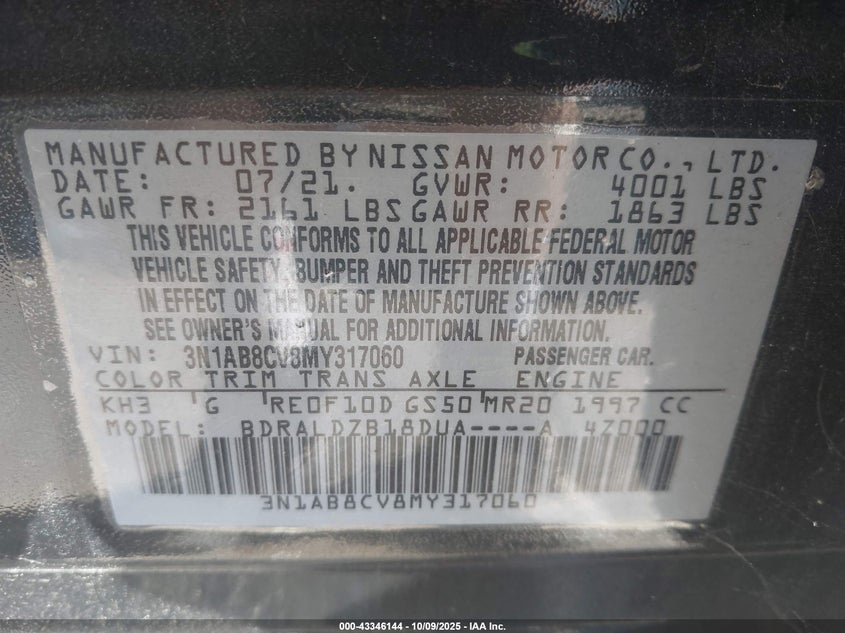 MANUFACTURED BY NISSAN MOTOR CO., LTD.
DATE: 07/21. GVWR: 4001 LBS
GAWR FR: 2161 LBS GAWR RR: 1863 LBS
THIS VEHICLE CONFORMS TO ALL APPLICABLE FEDERAL MOTOR
VEHICLE SAFETY, BUMPER AND THEFT PREVENTION STANDARDS
IN EFFECT ON THE DATE OF MANUFACTURE SHOWN ABOVE.
SEE OWNER'S MANUAL FOR ADDITIONAL INFORMATION.
VIN: 3N1AB8CV8MY317060 PASSENGER CAR.
COLOR TRIM TRANS AXLE ENGINE
KH3 G RE0F10D GS50 MR20 1997 CC
MODEL: BDRALDZB18DUA----A 4Z000
3N1AB8CV8MY317060
000-43346144 - 10/09/2025 - IAA Inc.